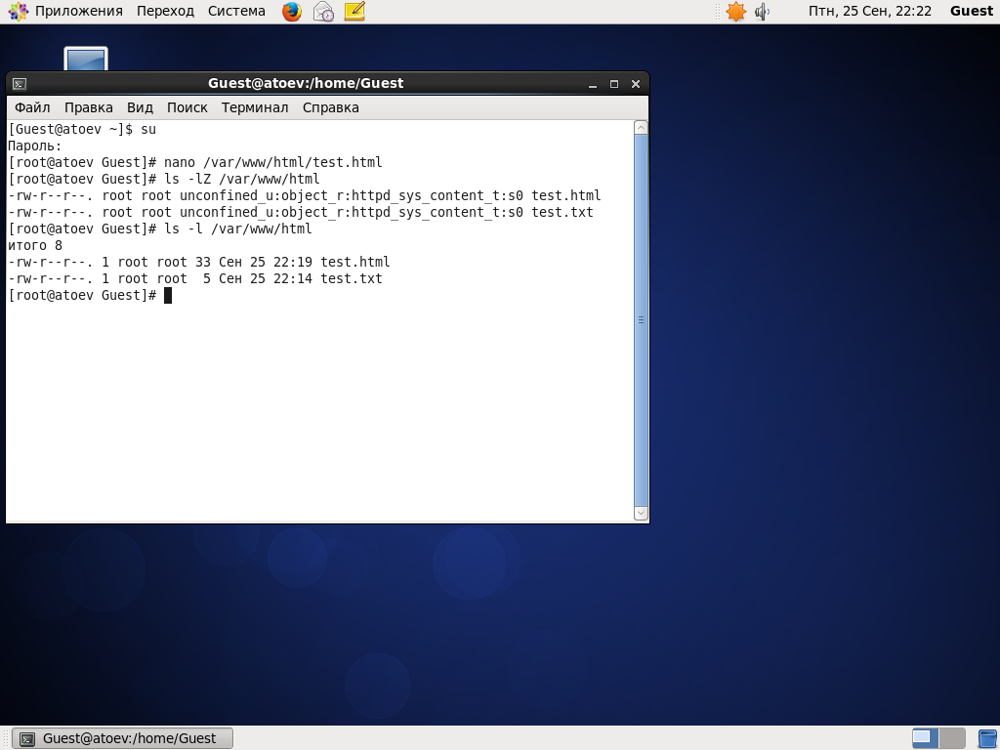 Приложения Переход Система Птн, 25 Сен, 22:22 Guest
Guest@atoev:/home/Guest
Файл Правка Вид Поиск Терминал Справка
[Guest@atoev ~]$ su
Пароль:
[root@atoev Guest]# nano /var/www/html/test.html
[root@atoev Guest]# ls -lZ /var/www/html
-rw-r--r--. root root unconfined_u:object_r:httpd_sys_content_t:s0 test.html
-rw-r--r--. root root unconfined_u:object_r:httpd_sys_content_t:s0 test.txt
[root@atoev Guest]# ls -l /var/www/html
итого 8
-rw-r--r--. 1 root root 33 Сен 25 22:19 test.html
-rw-r--r--. 1 root root  5 Сен 25 22:14 test.txt
[root@atoev Guest]#
Guest@atoev:/home/Guest